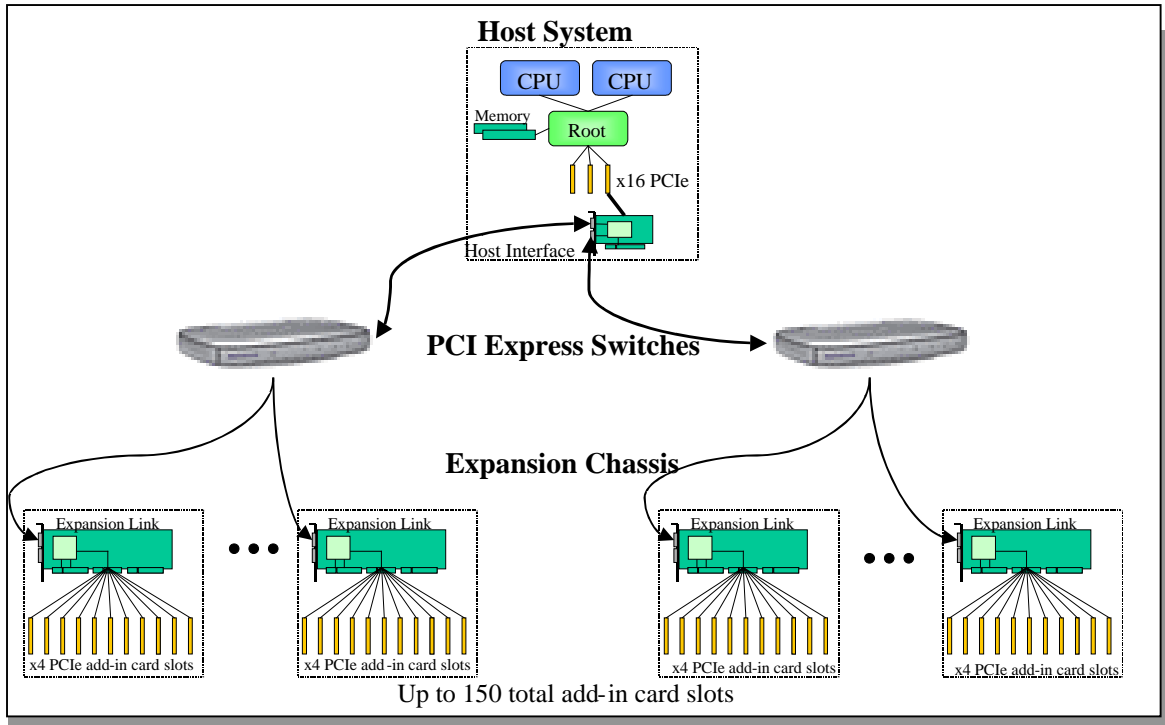 Host System
CPU
CPU
Memory
Root
x16 PCIe
Host Interface
PCI Express Switches
Expansion Chassis
Expansion Link
Expansion Link
Expansion Link
Expansion Link
x4 PCIe add-in card slots
x4 PCIe add-in card slots
x4 PCIe add-in card slots
x4 PCIe add-in card slots
Up to 150 total add-in card slots